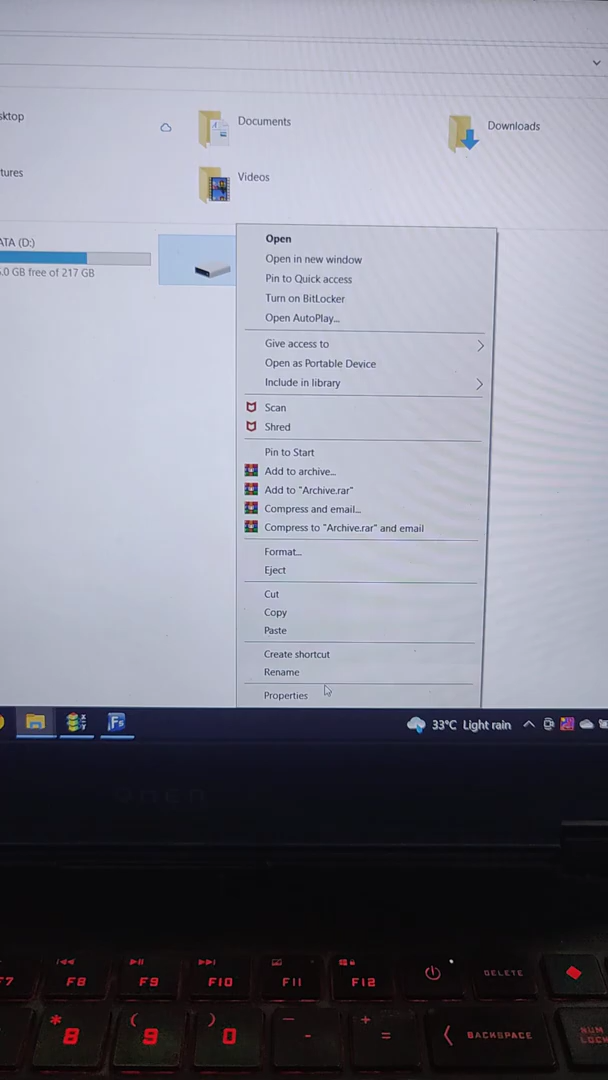 sktop
Documents
Downloads
tures
Videos
ATA (D:)
.0 GB free of 217 GB
Open
Open in new window
Pin to Quick access
Turn on BitLocker
Open AutoPlay...
Give access to
Open as Portable Device
Include in library
Scan
Shred
Pin to Start
Add to archive...
Add to "Archive.rar"
Compress and email...
Compress to "Archive.rar" and email
Format...
Eject
Cut
Copy
Paste
Create shortcut
Rename
Properties
Fs
33°C Light rain
F7 F8 F9 F10 F11 F12 DELETE
* 8 ( 9 ) 0 _ - + = BACKSPACE NUM LOCK